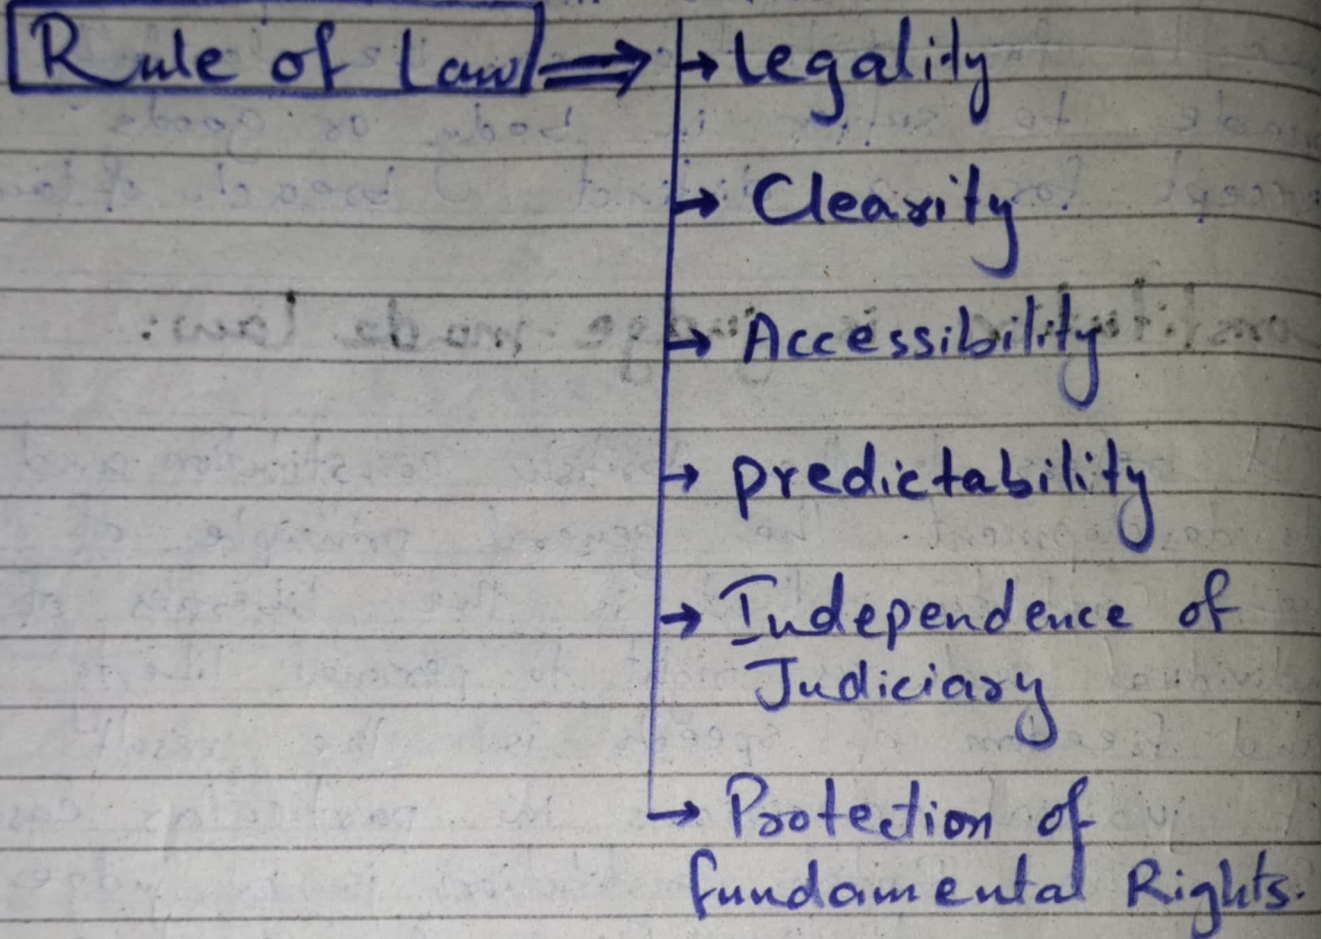 Rule of Law ⇒ → legality
→ Clearity
→ Accessibility
→ predictability
→ Independence of
Judiciary
→ Protection of
fundamental Rights.